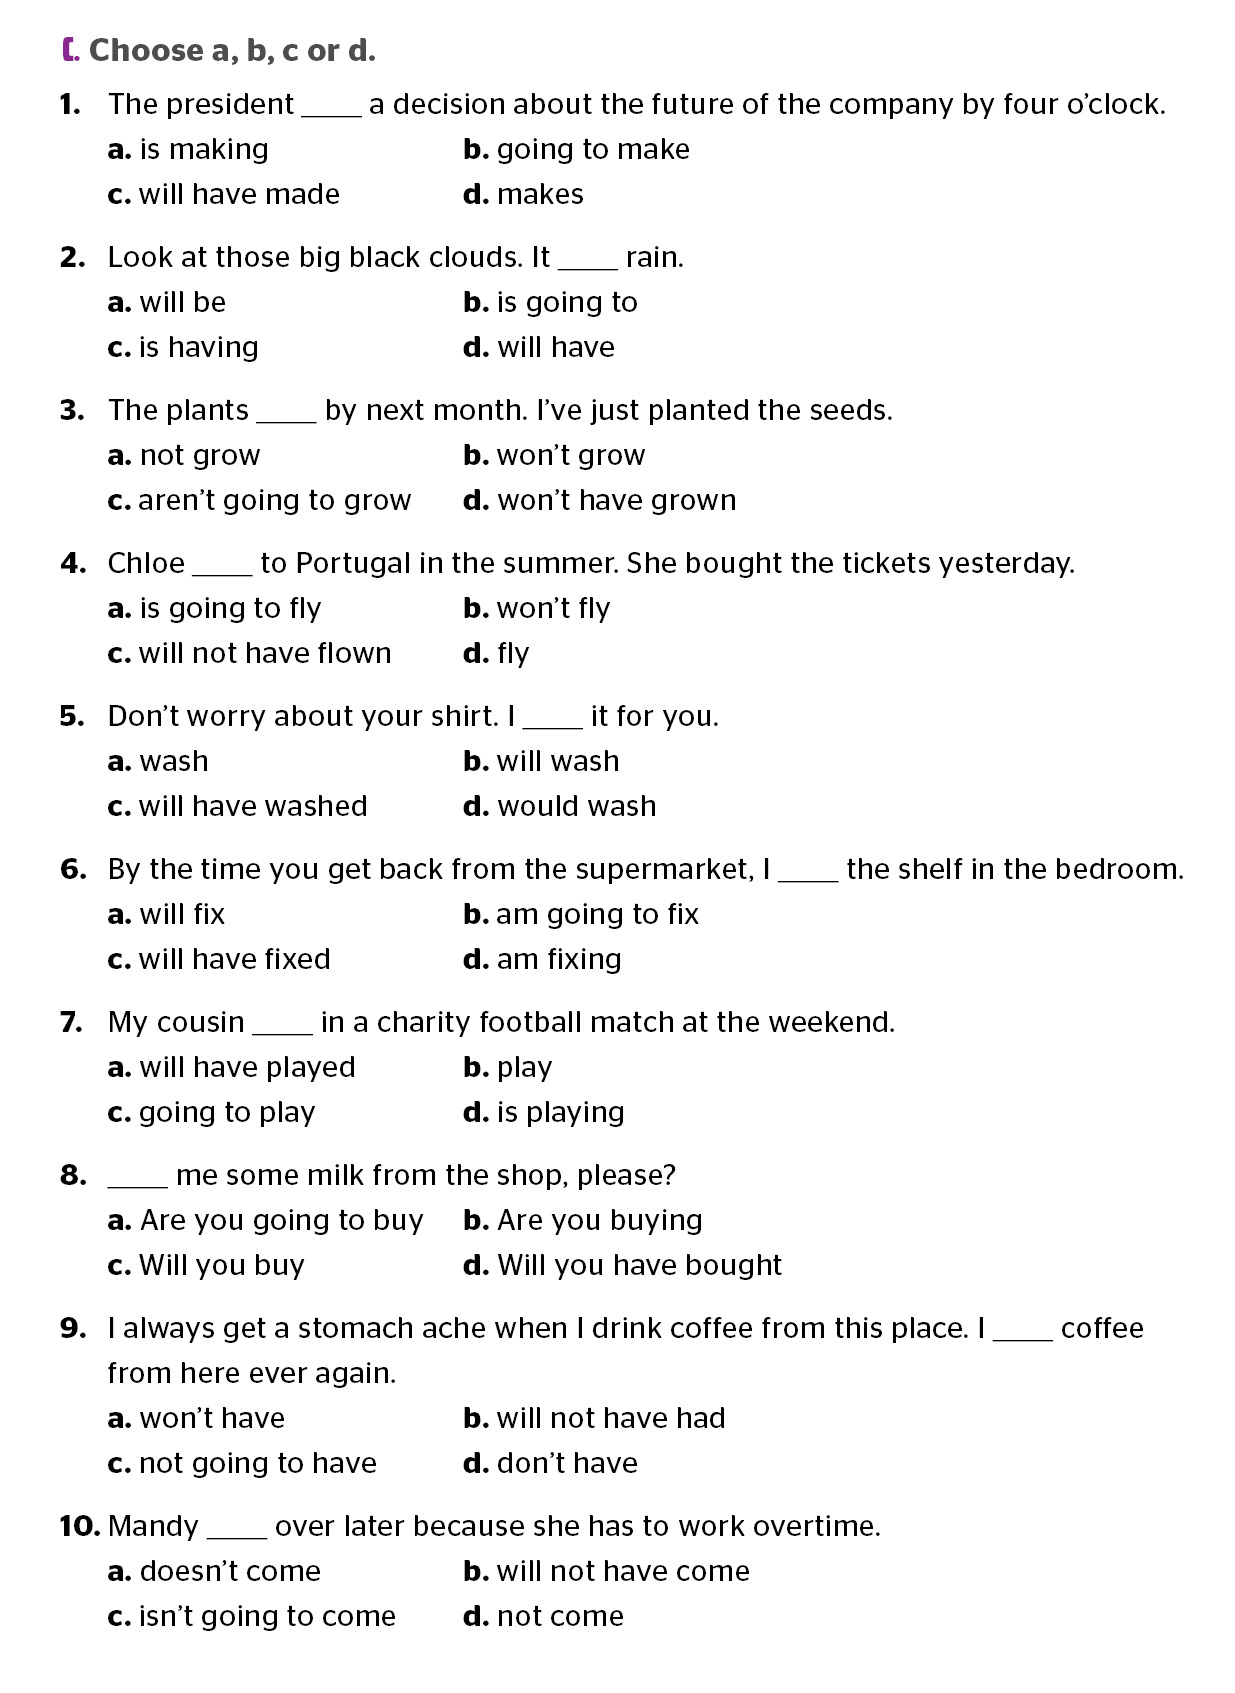 C. Choose a, b, c or d.
1. The president ____ a decision about the future of the company by four o’clock.
a. is making b. going to make
c. will have made d. makes
2. Look at those big black clouds. It ____ rain.
a. will be b. is going to
c. is having d. will have
3. The plants ____ by next month. I’ve just planted the seeds.
a. not grow b. won’t grow
c. aren’t going to grow d. won’t have grown
4. Chloe ____ to Portugal in the summer. She bought the tickets yesterday.
a. is going to fly b. won’t fly
c. will not have flown d. fly
5. Don’t worry about your shirt. I ____ it for you.
a. wash b. will wash
c. will have washed d. would wash
6. By the time you get back from the supermarket, I ____ the shelf in the bedroom.
a. will fix b. am going to fix
c. will have fixed d. am fixing
7. My cousin ____ in a charity football match at the weekend.
a. will have played b. play
c. going to play d. is playing
8. ____ me some milk from the shop, please?
a. Are you going to buy b. Are you buying
c. Will you buy d. Will you have bought
9. I always get a stomach ache when I drink coffee from this place. I ____ coffee
from here ever again.
a. won’t have b. will not have had
c. not going to have d. don’t have
10. Mandy ____ over later because she has to work overtime.
a. doesn’t come b. will not have come
c. isn’t going to come d. not come